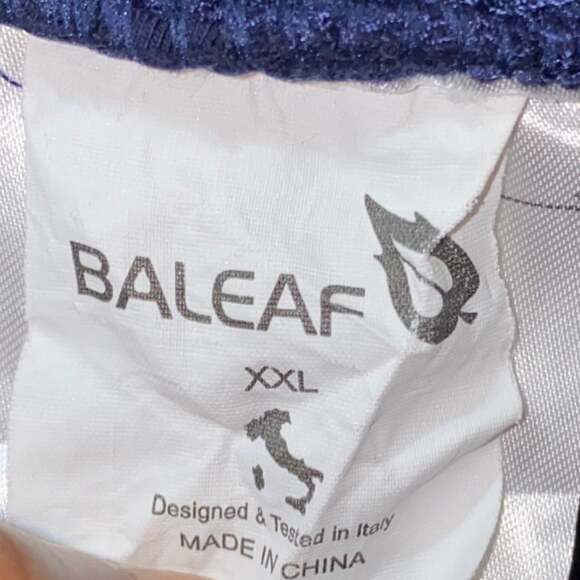 BALEAF
XXL
Designed & Tested in Italy
MADE IN CHINA